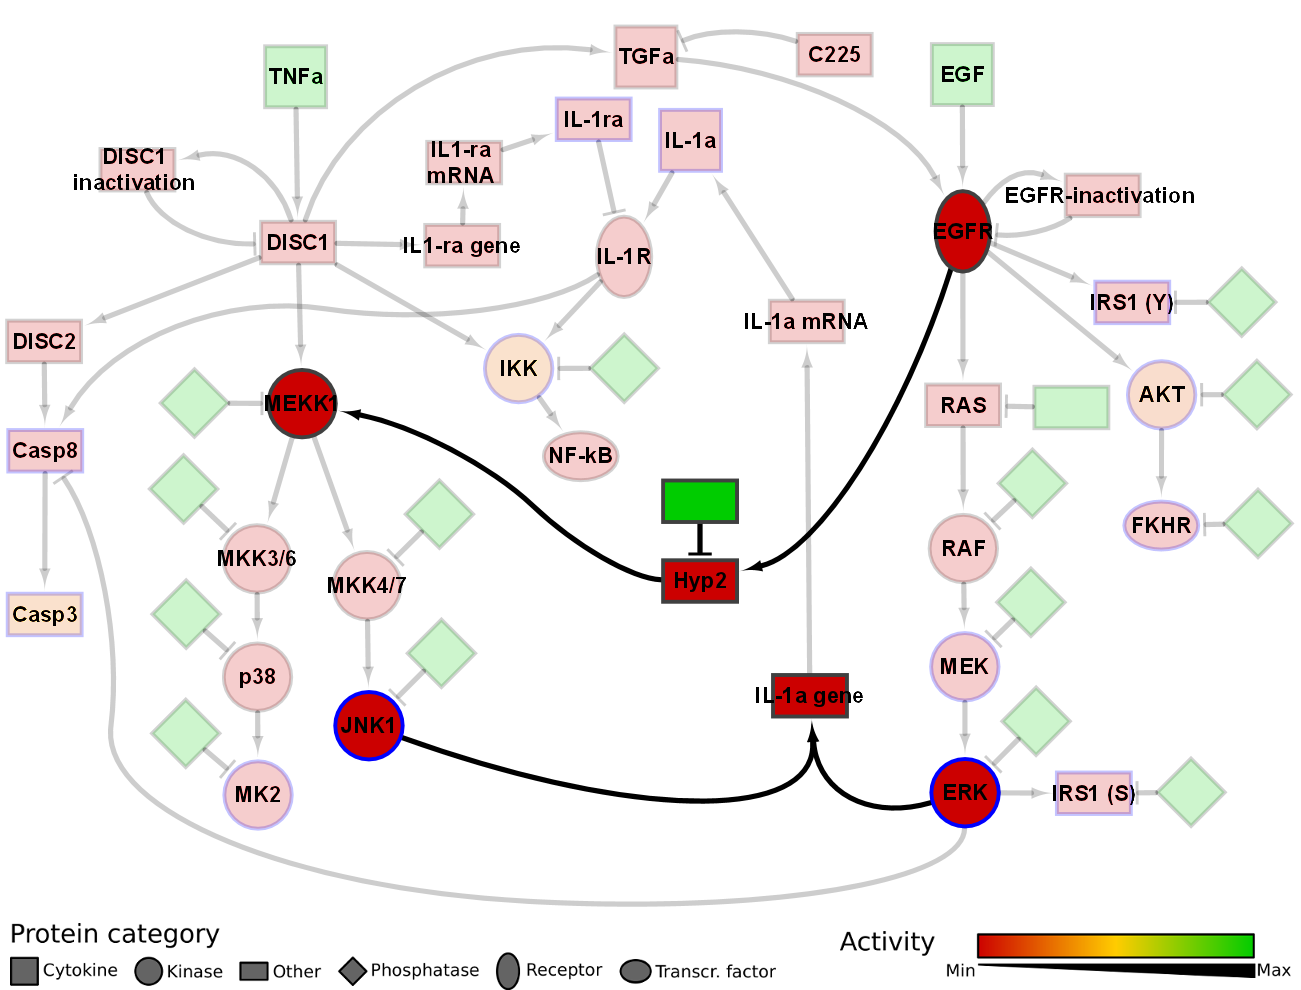 TGFa
C225
TNFa
EGF
IL-1ra
IL-1a
DISC1
inactivation
IL1-ra
mRNA
EGFR-inactivation
EGFR
DISC1
IL1-ra gene
IL-1R
IRS1 (Y)
IL-1a mRNA
DISC2
IKK
AKT
MEKK1
RAS
Casp8
NF-kB
FKHR
RAF
MKK3/6
MKK4/7
Hyp2
Casp3
MEK
p38
IL-1a gene
JNK1
MK2
ERK
IRS1 (S)
Protein category
Cytokine
Kinase
Other
Phosphatase
Receptor
Transcr. factor
Activity
Min
Max